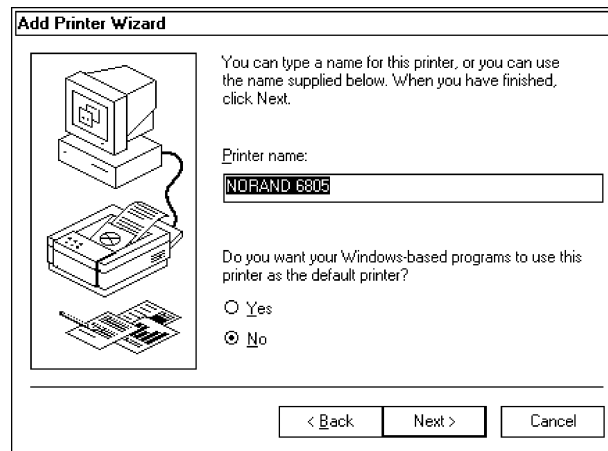 Add Printer Wizard
You can type a name for this printer, or you can use
the name supplied below. When you have finished,
click Next.
Printer name:
NORAND 6805
Do you want your Windows-based programs to use this
printer as the default printer?
Yes
No
< Back
Next >
Cancel